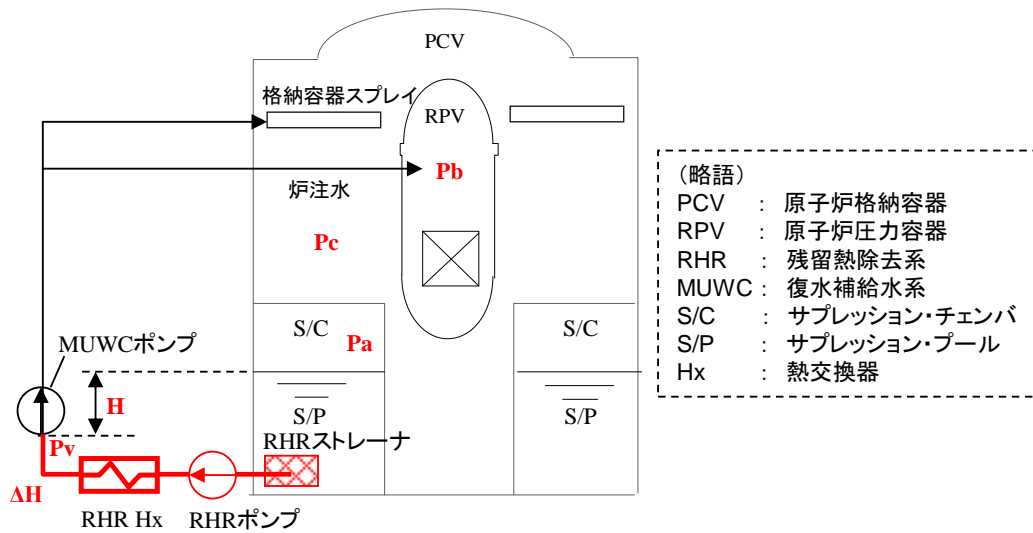 PCV
格納容器スプレイ
RPV
Pb
炉注水
Pc
S/C
S/C
Pa
MUWCポンプ
H
S/P
S/P
Pv
RHRストレーナ
ΔH
RHR Hx
RHRポンプ
（略語）
PCV : 原子炉格納容器
RPV : 原子炉圧力容器
RHR : 残留熱除去系
MUWC : 復水補給水系
S/C : サプレッション・チェンバ
S/P : サプレッション・プール
Hx : 熱交換器